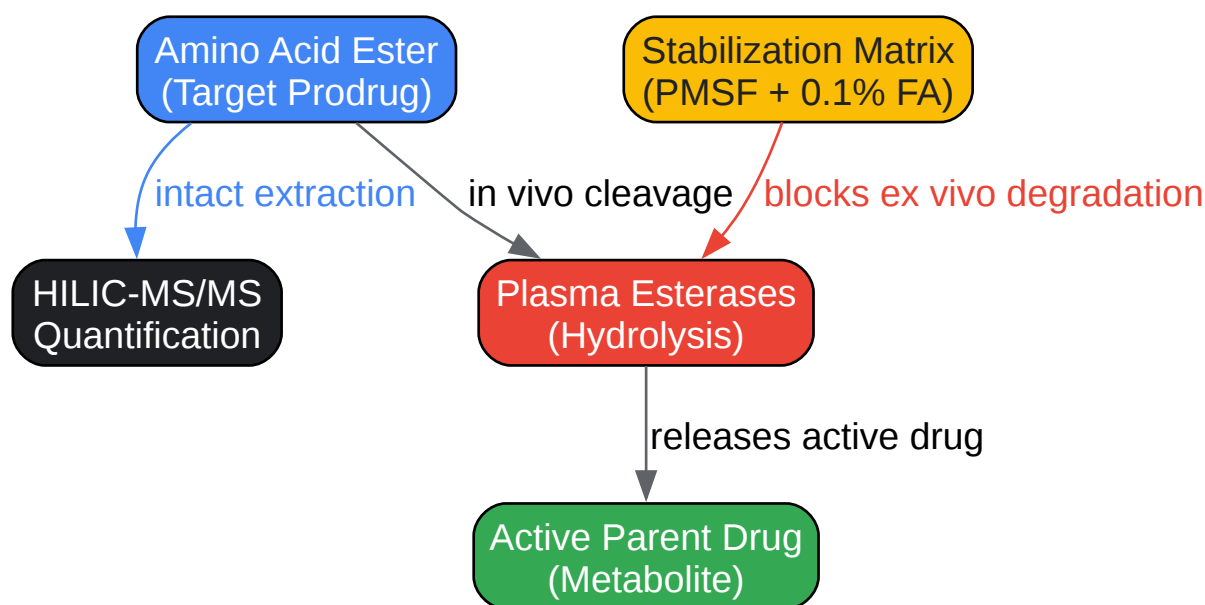 Amino Acid Ester
(Target Prodrug)
Stabilization Matrix
(PMSF + 0.1% FA)
intact extraction
in vivo cleavage
blocks ex vivo degradation
HILIC-MS/MS
Quantification
Plasma Esterases
(Hydrolysis)
releases active drug
Active Parent Drug
(Metabolite)